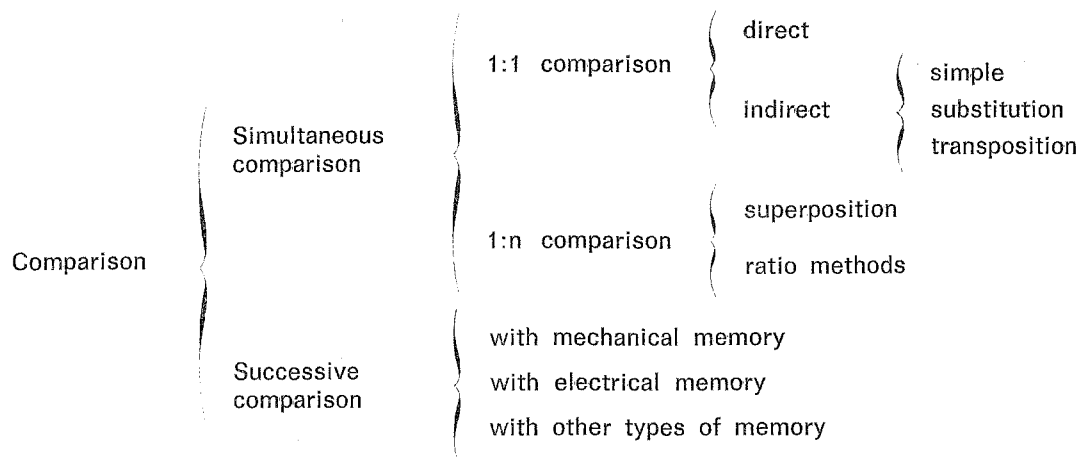 Comparison
Simultaneous
comparison
1:1 comparison
direct
indirect
simple
substitution
transposition
1:n comparison
superposition
ratio methods
Successive
comparison
with mechanical memory
with electrical memory
with other types of memory